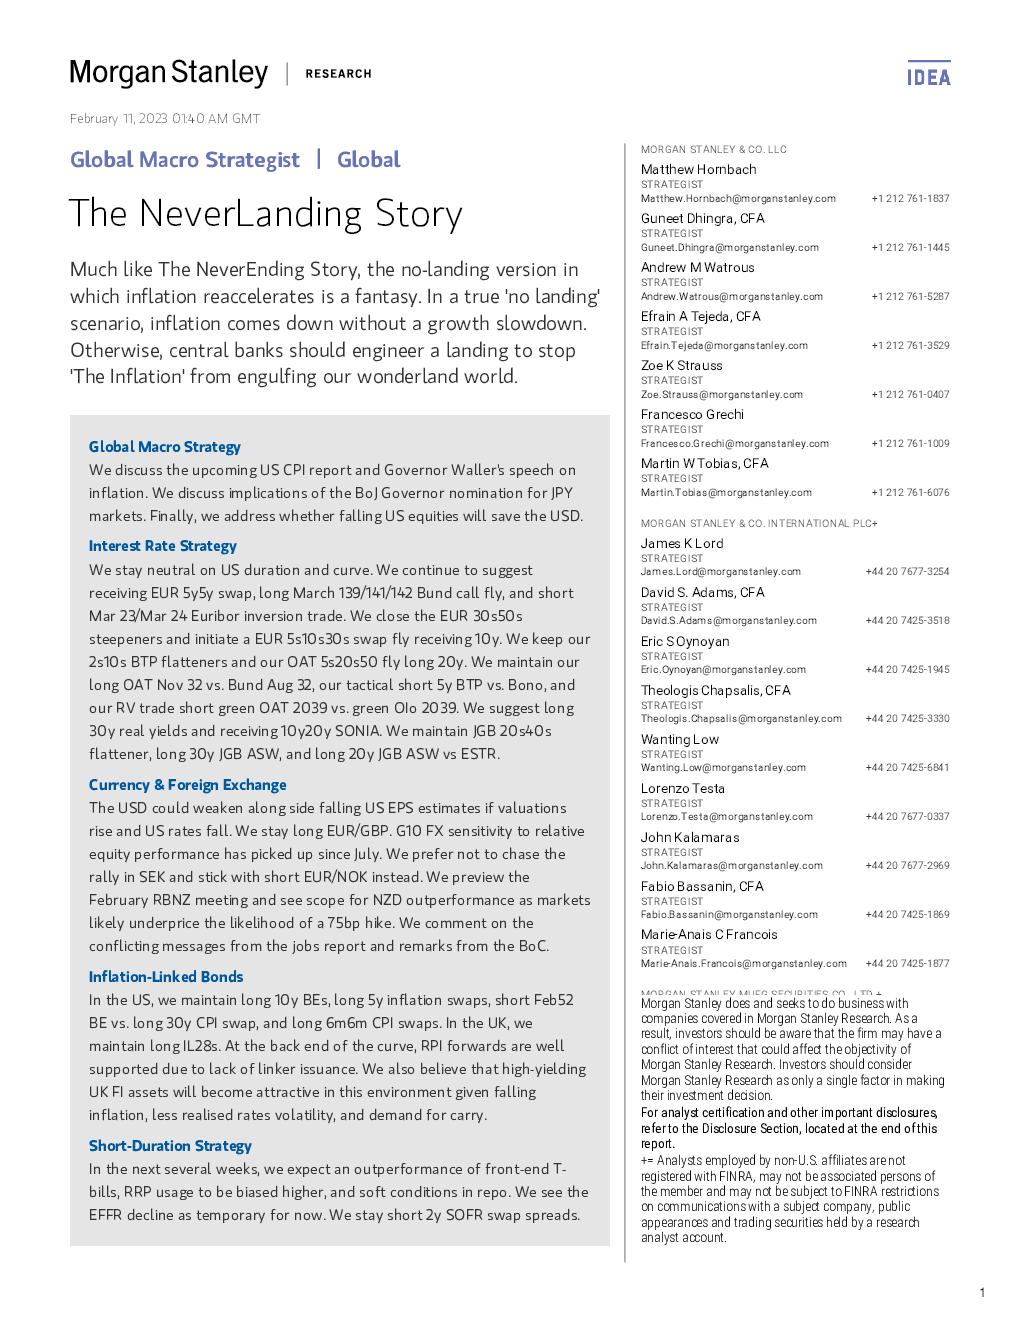 Morgan Stanley | RESEARCH
IDEA
February 11, 2023 01:40 AM GMT
Global Macro Strategist | Global
The NeverLanding Story
Much like The NeverEnding Story, the no-landing version in
which inflation reaccelerates is a fantasy. In a true 'no landing'
scenario, inflation comes down without a growth slowdown.
Otherwise, central banks should engineer a landing to stop
'The Inflation' from engulfing our wonderland world.
Global Macro Strategy
We discuss the upcoming US CPI report and Governor Waller's speech on
inflation. We discuss implications of the BoJ Governor nomination for JPY
markets. Finally, we address whether falling US equities will save the USD.
Interest Rate Strategy
We stay neutral on US duration and curve. We continue to suggest
receiving EUR 5y5y swap, long March 139/141/142 Bund call fly, and short
Mar 23/Mar 24 Euribor inversion trade. We close the EUR 30s50s
steepeners and initiate a EUR 5s10s30s swap fly receiving 10y. We keep our
2s10s BTP flatteners and our OAT 5s20s50 fly long 20y. We maintain our
long OAT Nov 32 vs. Bund Aug 32, our tactical short 5y BTP vs. Bono, and
our RV trade short green OAT 2039 vs. green Olo 2039. We suggest long
30y real yields and receiving 10y20y SONIA. We maintain JGB 20s40s
flattener, long 30y JGB ASW, and long 20y JGB ASW vs ESTR.
Currency & Foreign Exchange
The USD could weaken alongside falling US EPS estimates if valuations
rise and US rates fall. We stay long EUR/GBP. G10 FX sensitivity to relative
equity performance has picked up since July. We prefer not to chase the
rally in SEK and stick with short EUR/NOK instead. We preview the
February RBNZ meeting and see scope for NZD outperformance as markets
likely underprice the likelihood of a 75bp hike. We comment on the
conflicting messages from the jobs report and remarks from the BoC.
Inflation-Linked Bonds
In the US, we maintain long 10y BEs, long 5y inflation swaps, short Feb52
BE vs. long 30y CPI swap, and long 6m6m CPI swaps. In the UK, we
maintain long IL28s. At the back end of the curve, RPI forwards are well
supported due to lack of linker issuance. We also believe that high-yielding
UK FI assets will become attractive in this environment given falling
inflation, less realised rates volatility, and demand for carry.
Short-Duration Strategy
In the next several weeks, we expect an outperformance of front-end T-
bills, RRP usage to be biased higher, and soft conditions in repo. We see the
EFFR decline as temporary for now. We stay short 2y SOFR swap spreads.
MORGAN STANLEY & CO. LLC
Matthew Hornbach
STRATEGIST
Matthew.Hornbach@morganstanley.com +1 212 761-1837
Guneet Dhingra, CFA
STRATEGIST
Guneet.Dhingra@morganstanley.com +1 212 761-1445
Andrew M Watrous
STRATEGIST
Andrew.Watrous@morganstanley.com +1 212 761-5287
Efrain A Tejeda, CFA
STRATEGIST
Efrain.Tejeda@morganstanley.com +1 212 761-3529
Zoe K Strauss
STRATEGIST
Zoe.Strauss@morganstanley.com +1 212 761-0407
Francesco Grechi
STRATEGIST
Francesco.Grechi@morganstanley.com +1 212 761-1009
Martin W Tobias, CFA
STRATEGIST
Martin.Tobias@morganstanley.com +1 212 761-6076
MORGAN STANLEY & CO. INTERNATIONAL PLC+
James K Lord
STRATEGIST
James.Lord@morganstanley.com +44 20 7677-3254
David S. Adams, CFA
STRATEGIST
David.S.Adams@morganstanley.com +44 20 7425-3518
Eric S Oynoyan
STRATEGIST
Eric.Oynoyan@morganstanley.com +44 20 7425-1945
Theologis Chapsalis, CFA
STRATEGIST
Theologis.Chapsalis@morganstanley.com +44 20 7425-3330
Wanting Low
STRATEGIST
Wanting.Low@morganstanley.com +44 20 7425-6841
Lorenzo Testa
STRATEGIST
Lorenzo.Testa@morganstanley.com +44 20 7677-0337
John Kalamaras
STRATEGIST
John.Kalamaras@morganstanley.com +44 20 7677-2969
Fabio Bassanin, CFA
STRATEGIST
Fabio.Bassanin@morganstanley.com +44 20 7425-1869
Marie-Anais C Francois
STRATEGIST
Marie-Anais.Francois@morganstanley.com +44 20 7425-1877
MORGAN STANLEY MUFG SECURITIES CO., LTD.+
Morgan Stanley does and seeks to do business with
companies covered in Morgan Stanley Research. As a
result, investors should be aware that the firm may have a
conflict of interest that could affect the objectivity of
Morgan Stanley Research. Investors should consider
Morgan Stanley Research as only a single factor in making
their investment decision.
For analyst certification and other important disclosures,
refer to the Disclosure Section, located at the end of this
report.
+= Analysts employed by non-U.S. affiliates are not
registered with FINRA, may not be associated persons of
the member and may not be subject to FINRA restrictions
on communications with a subject company, public
appearances and trading securities held by a research
analyst account.
1